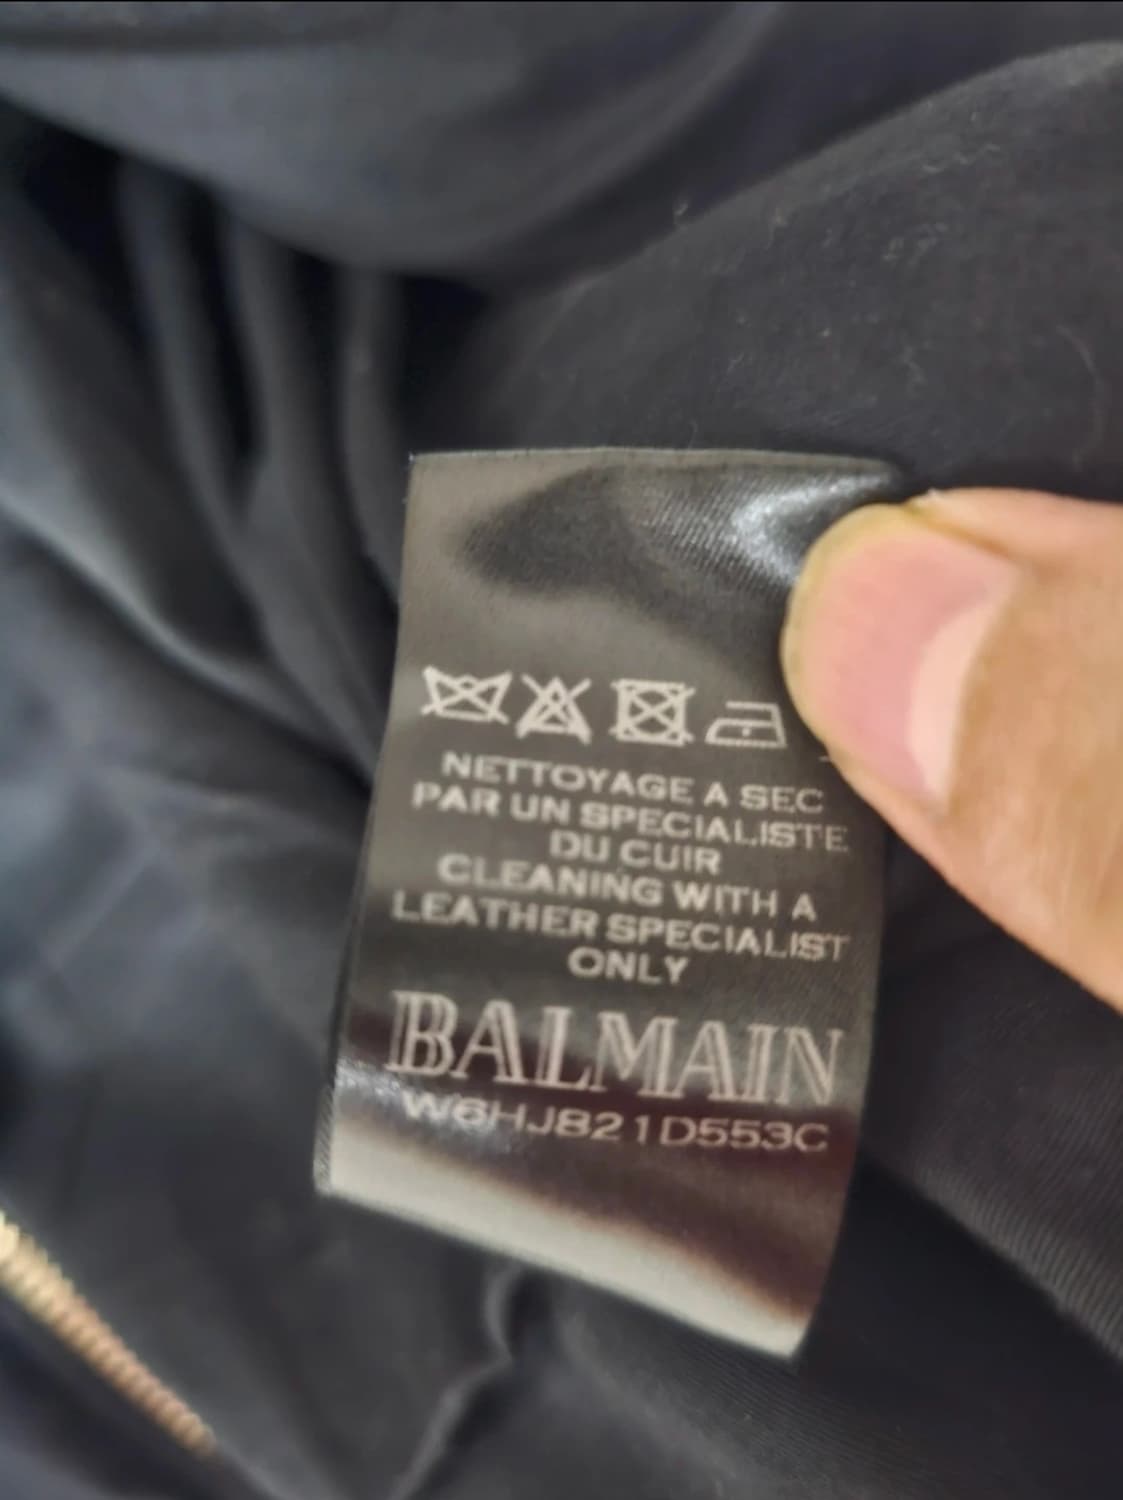 NETTOYAGE A SEC
PAR UN SPECIALISTE
DU CUIR
CLEANING WITH A
LEATHER SPECIALIST
ONLY
BALMAIN
W6HJ821D553C